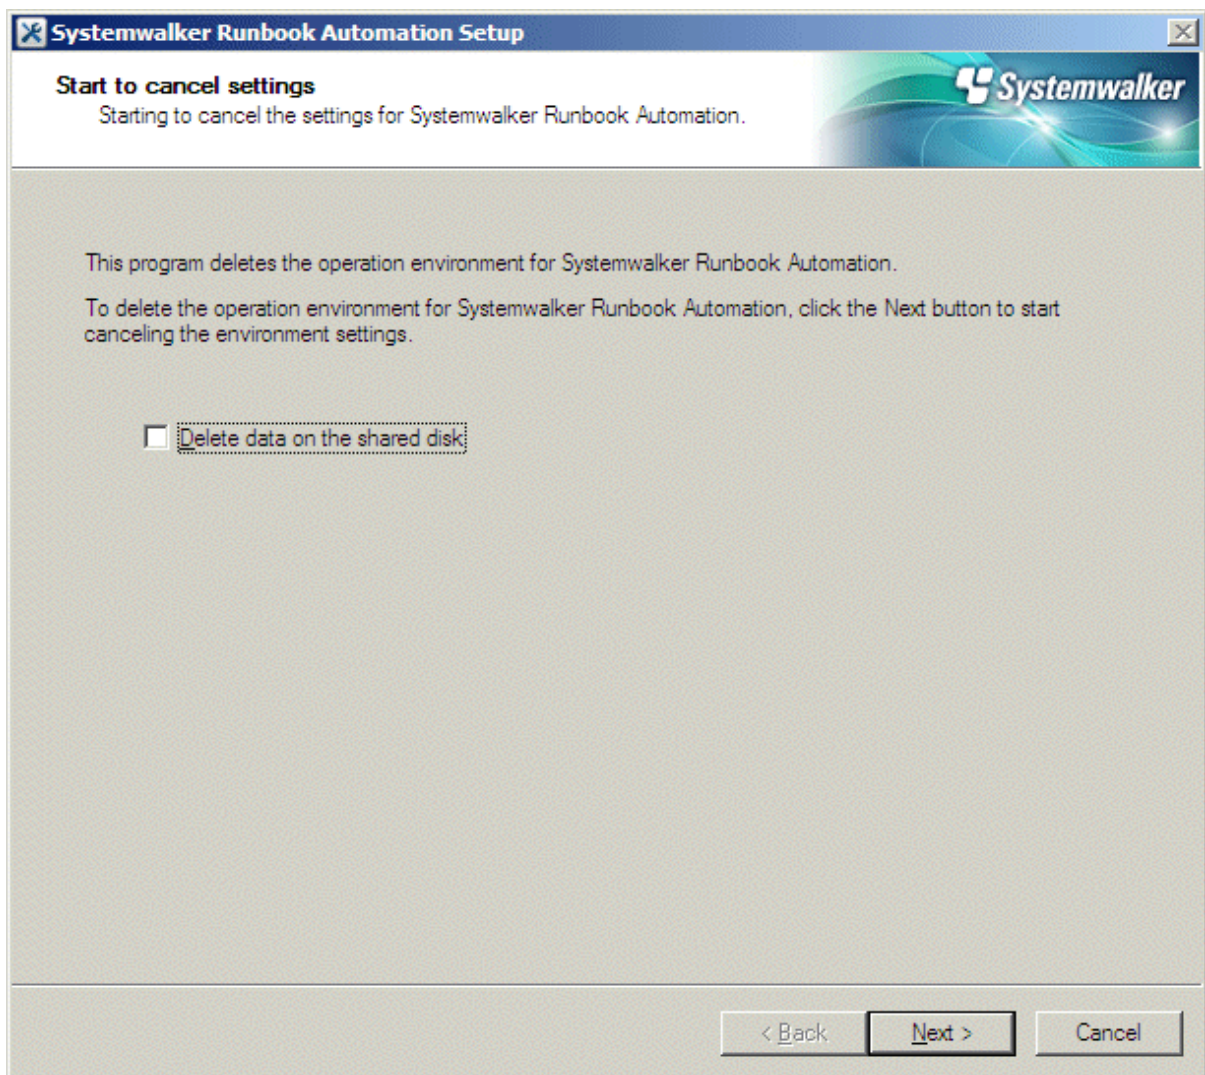 Systemwalker Runbook Automation Setup
Start to cancel settings
Starting to cancel the settings for Systemwalker Runbook Automation.
Systemwalker
This program deletes the operation environment for Systemwalker Runbook Automation.
To delete the operation environment for Systemwalker Runbook Automation, click the Next button to start
canceling the environment settings.
Delete data on the shared disk
< Back
Next >
Cancel